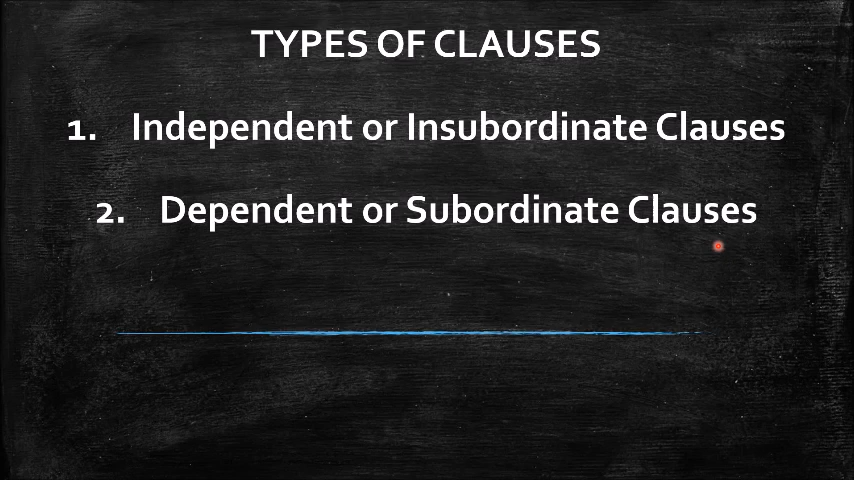 TYPES OF CLAUSES
1. Independent or Insubordinate Clauses
2. Dependent or Subordinate Clauses